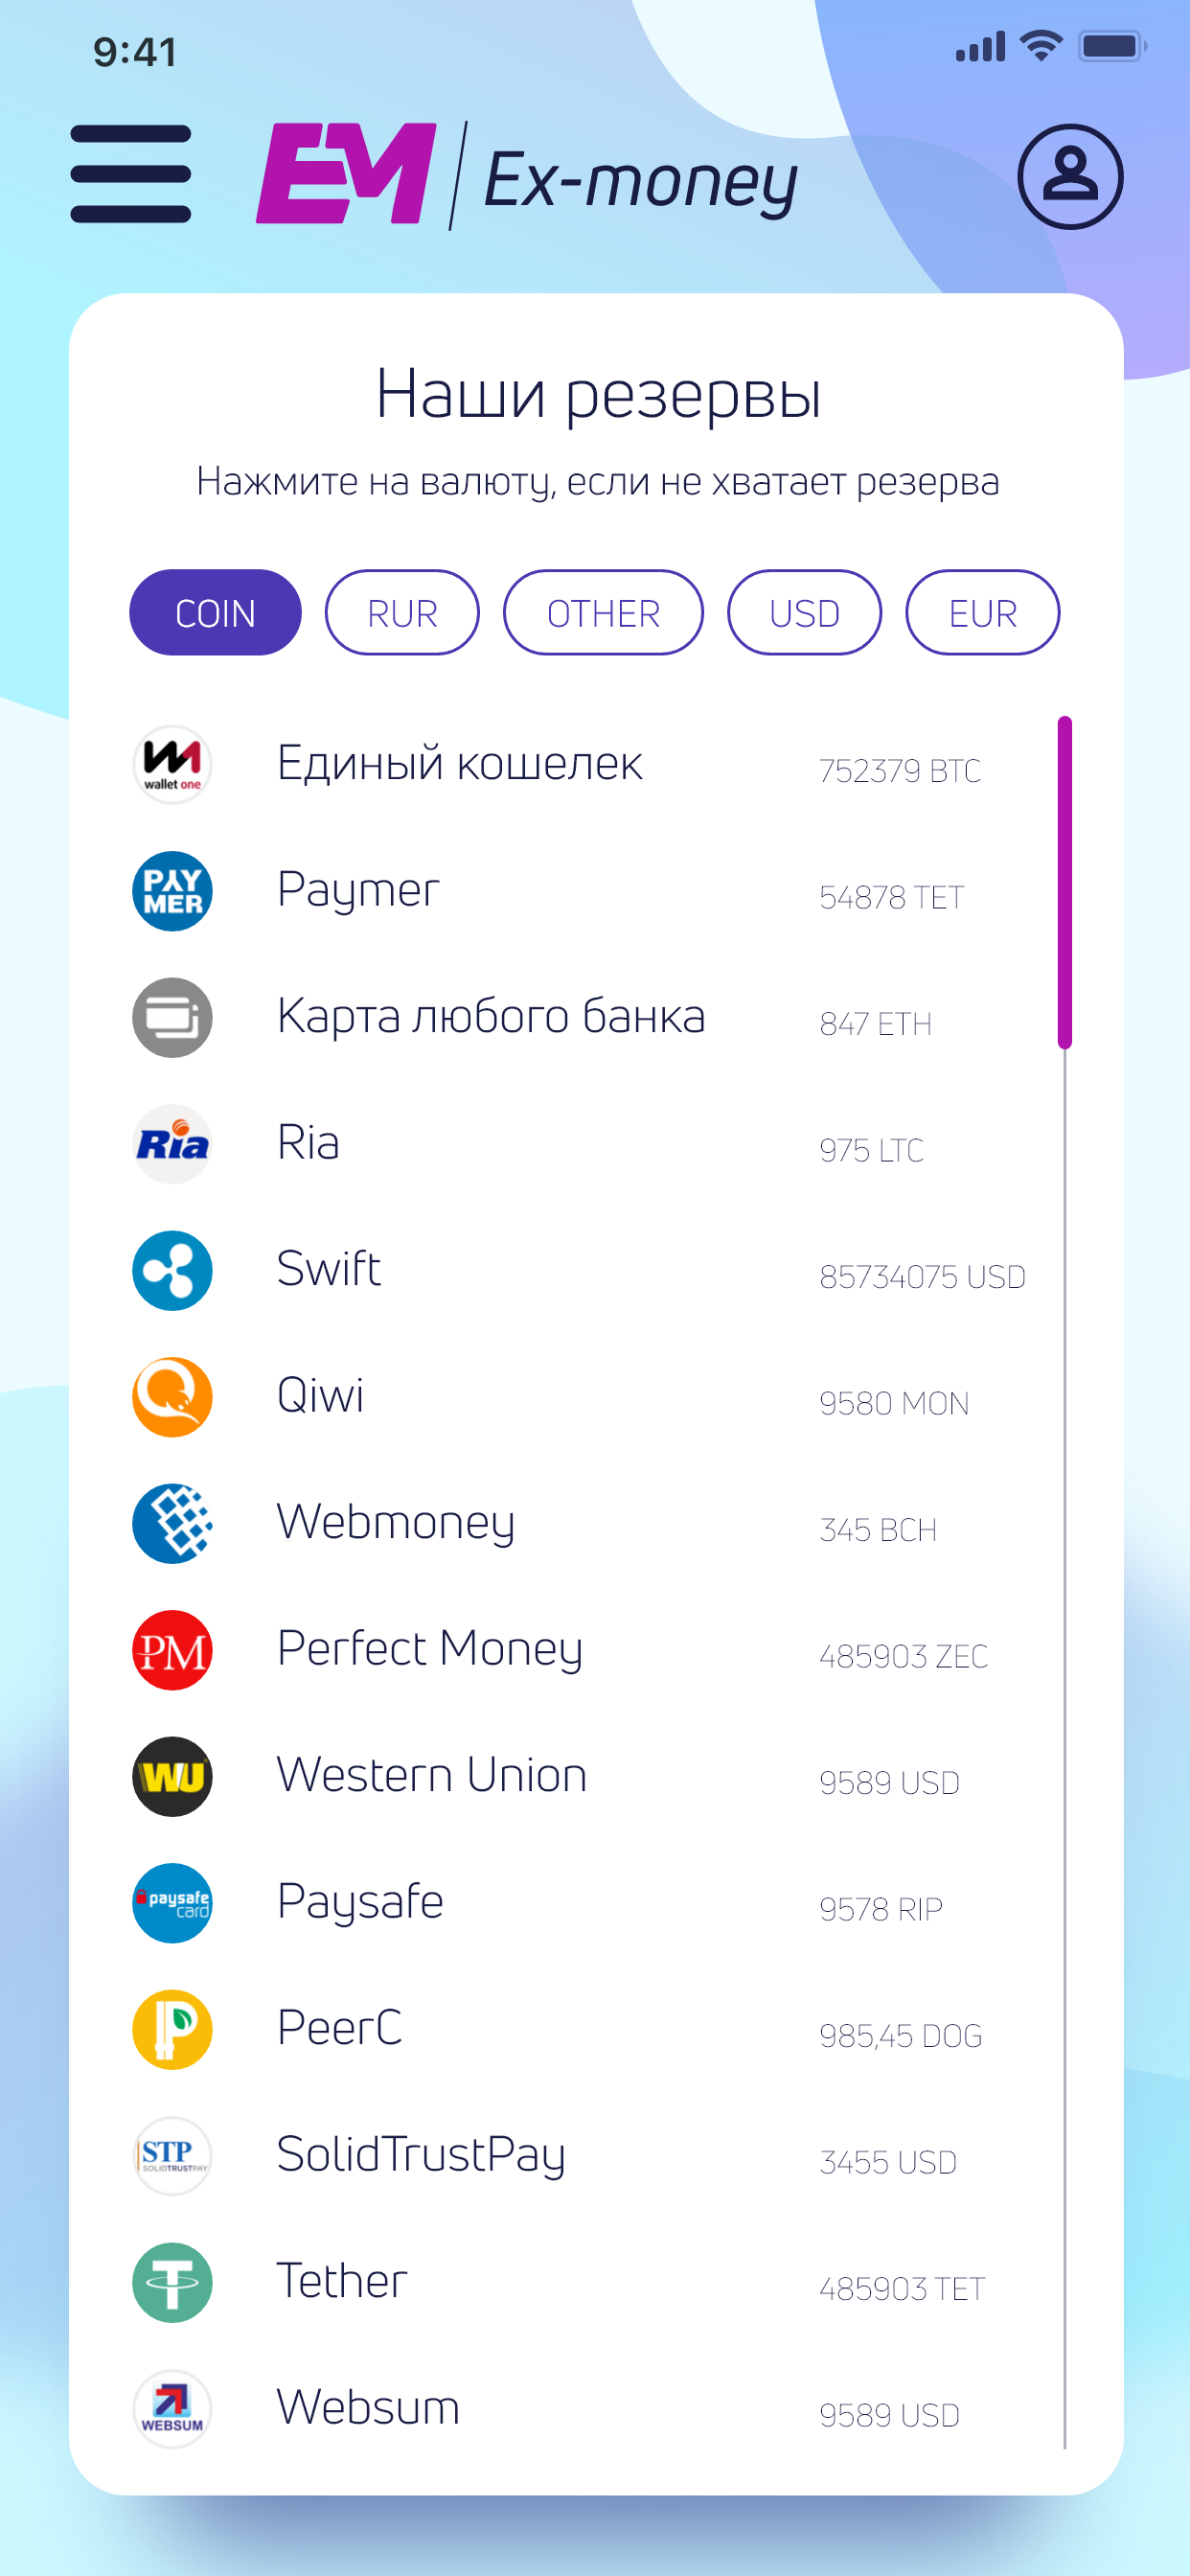 9:41
EM Ex-money
Наши резервы
Нажмите на валюту, если не хватает резерва
COIN RUR OTHER USD EUR
wallet one Единый кошелек 752379 BTC
PAY
MER
Paymer 54878 TET
Карта любого банка 847 ETH
Ria Ria 975 LTC
Swift 85734075 USD
Qiwi 9580 MON
Webmoney 345 BCH
PM Perfect Money 485903 ZEC
WU Western Union 9589 USD
paysafe
card
Paysafe 9578 RIP
PeerC 985,45 DOG
STP
SOLIDTRUSTPAY
SolidTrustPay 3455 USD
Tether 485903 TET
WEBSUM Websum 9589 USD